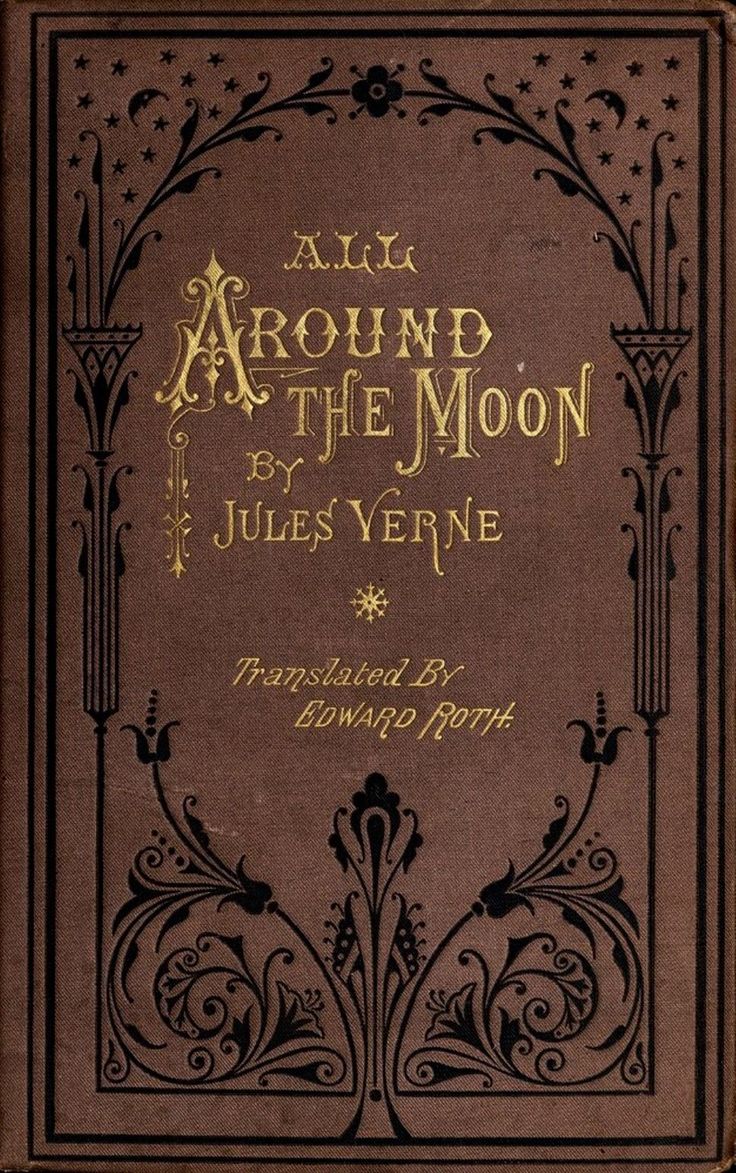 ALL
AROUND
THE MOON
BY
JULES VERNE
Translated By
EDWARD ROTH.